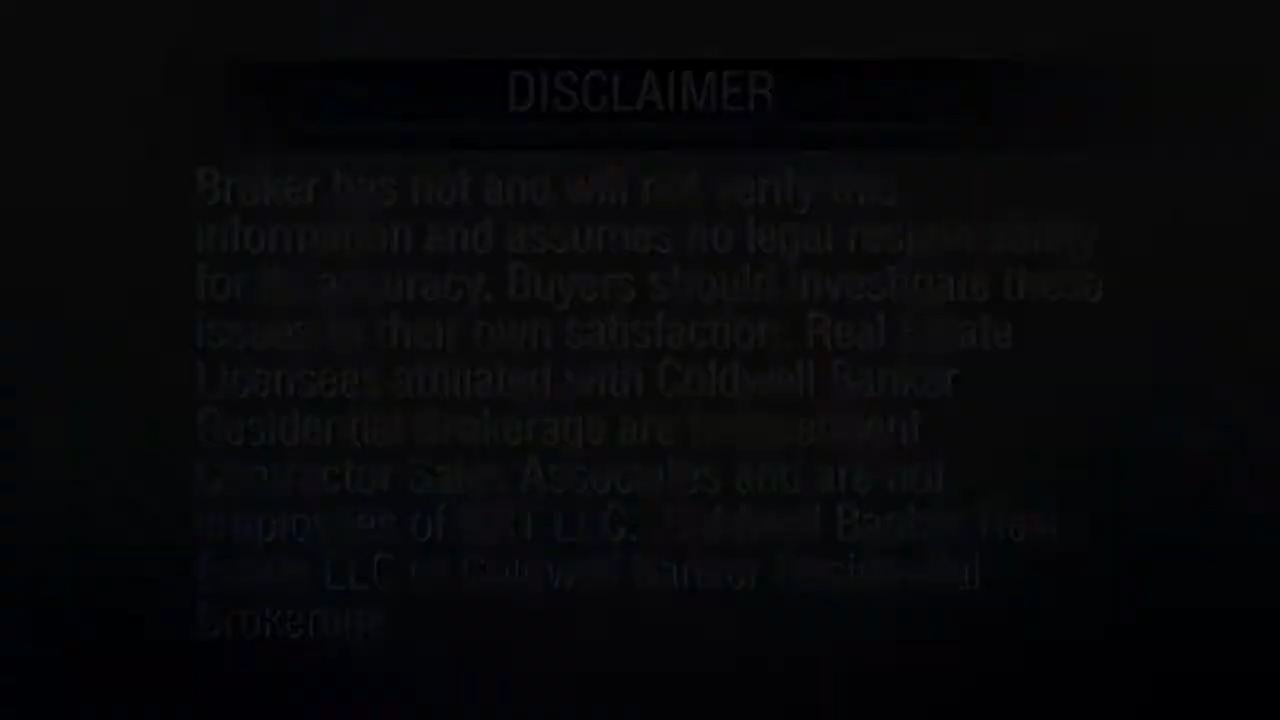 DISCLAIMER
Broker has not and will not verify this
information and assumes no legal responsibility
for its accuracy. Buyers should investigate these
issues to their own satisfaction. Real Estate
Licensees affiliated with Coldwell Banker
Residential Brokerage are Independent
Contractor Sales Associates and are not
employees of NRT LLC. Coldwell Banker Real
Estate LLC or Coldwell Banker Residential
Brokerage